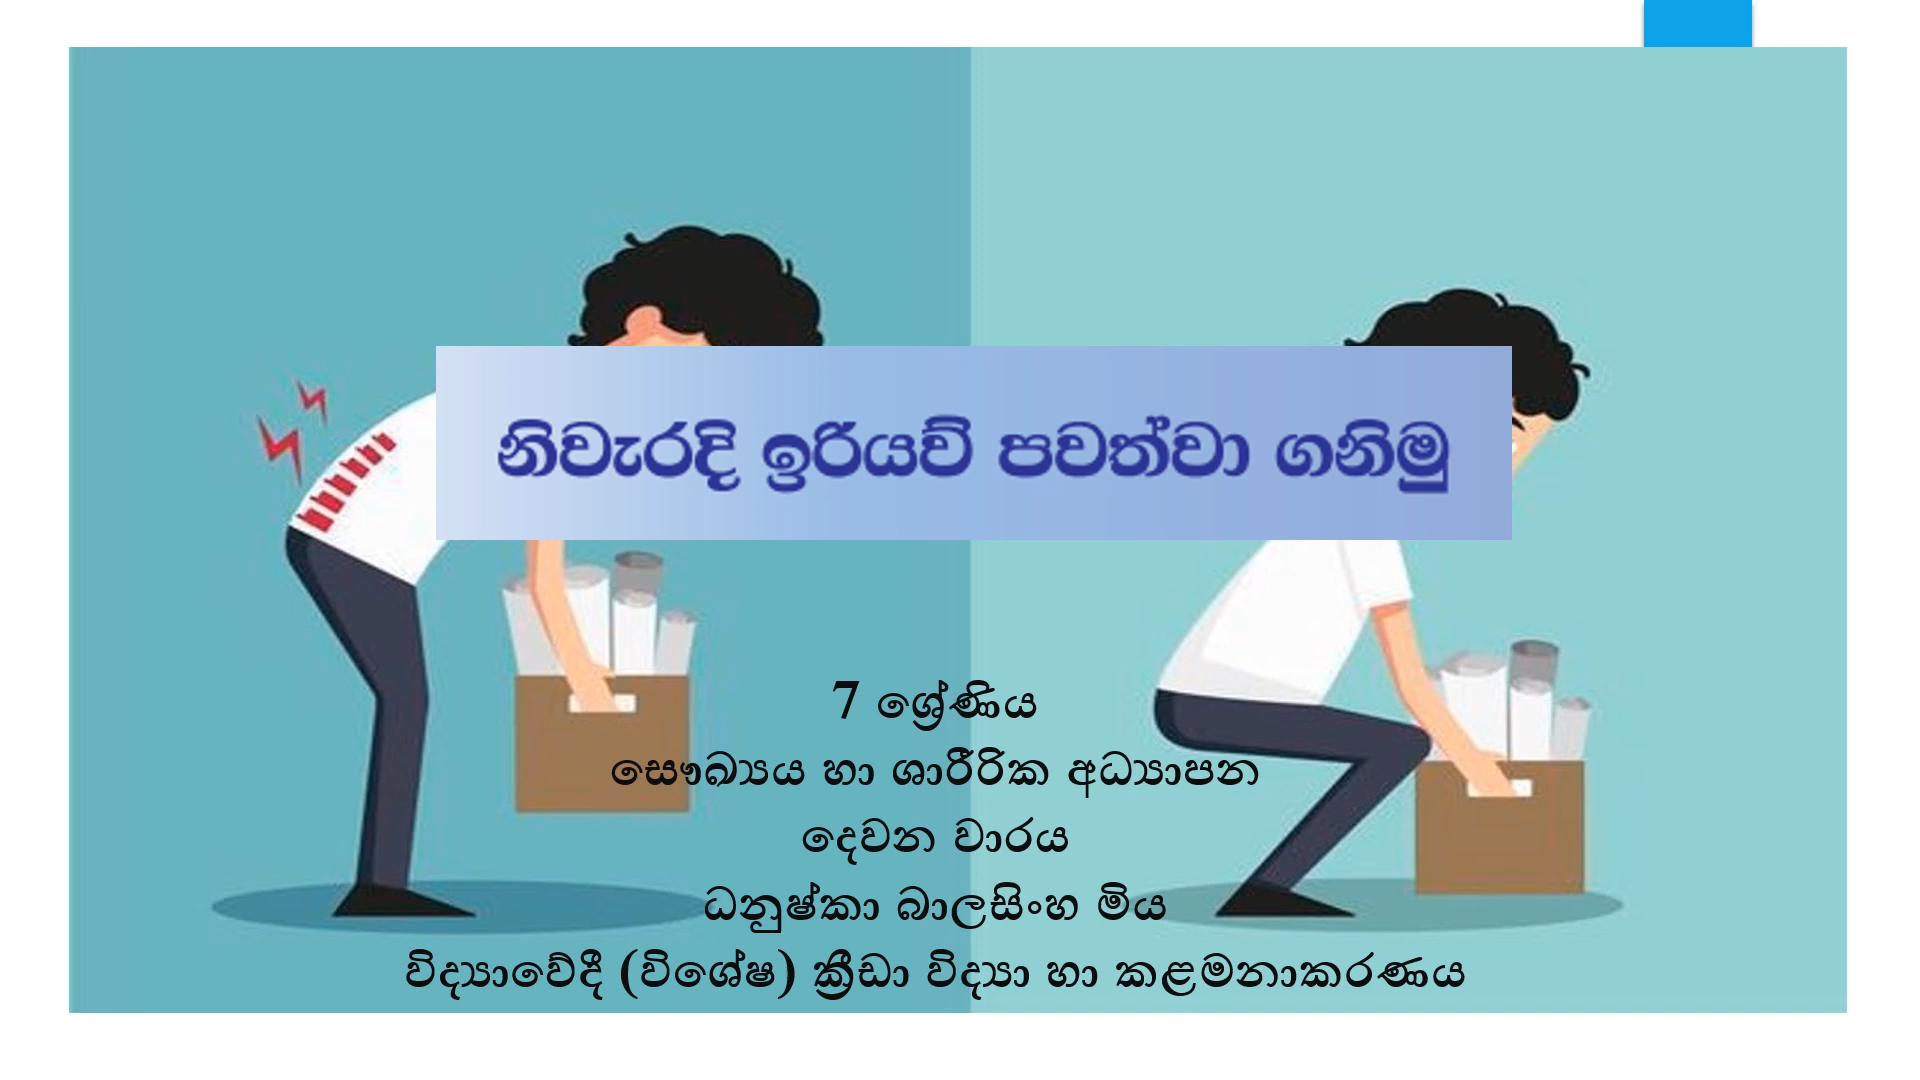 නිවැරදි ඉරියව් පවත්වා ගනිමු
7 ශ්‍රේණිය
සෞඛ්‍යය හා ශාරීරික අධ්‍යාපන
දෙවන වාරය
ධනුෂ්කා බාලසිංහ මිය
විද්‍යාවේදී (විශේෂ) ක්‍රීඩා විද්‍යා හා කළමනාකරණය